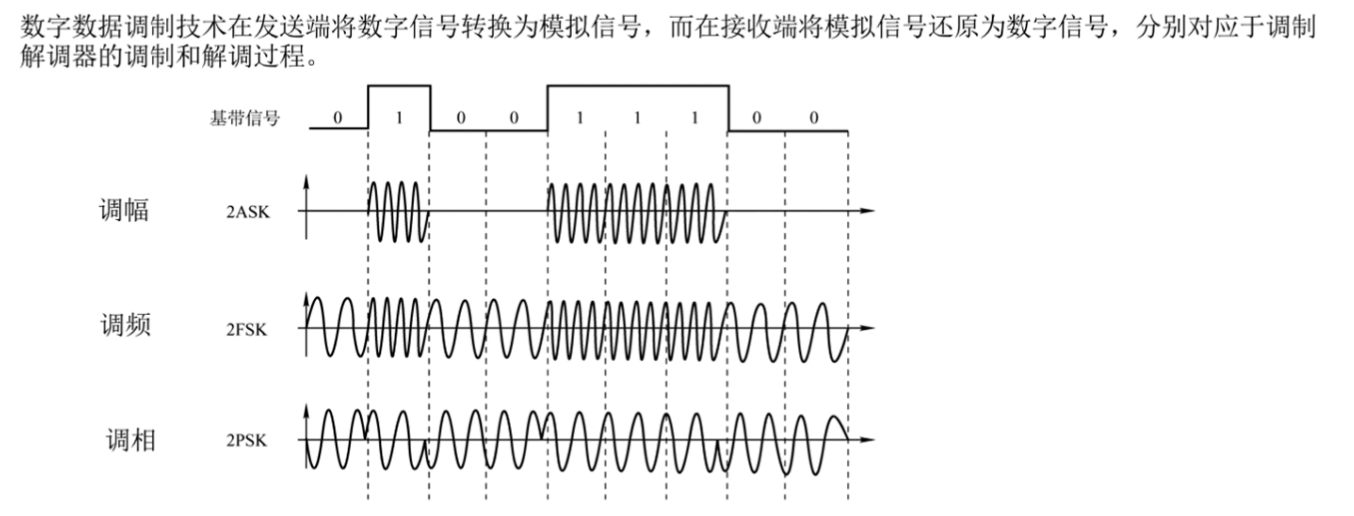 数字数据调制技术在发送端将数字信号转换为模拟信号，而在接收端将模拟信号还原为数字信号，分别对应于调制
解调器的调制和解调过程。
基带信号 0 1 0 0 1 1 1 0 0
调幅 2ASK
调频 2FSK
调相 2PSK